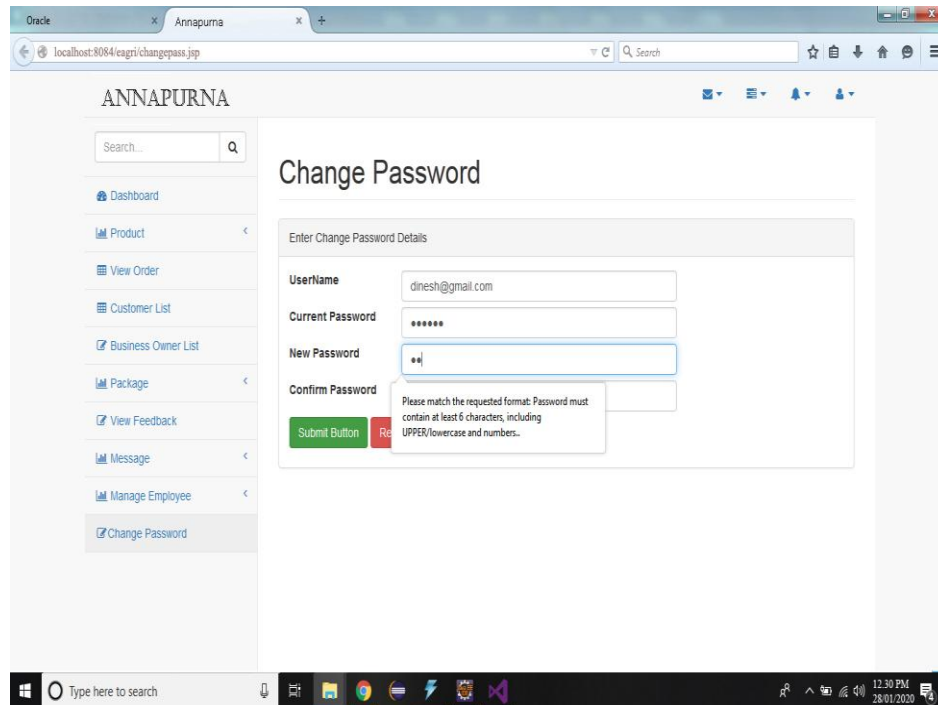 Oracle
Annapurna
localhost:8084/eagri/changepass.jsp
Search
ANNAPURNA
Search...
Dashboard
Product
View Order
Customer List
Business Owner List
Package
View Feedback
Message
Manage Employee
Change Password
Change Password
Enter Change Password Details
UserName
dinesh@gmail.com
Current Password
New Password
Confirm Password
Please match the requested format: Password must
contain at least 6 characters, including
UPPER/lowercase and numbers..
Submit Button
Re
Type here to search
12.30 PM
28/01/2020
4